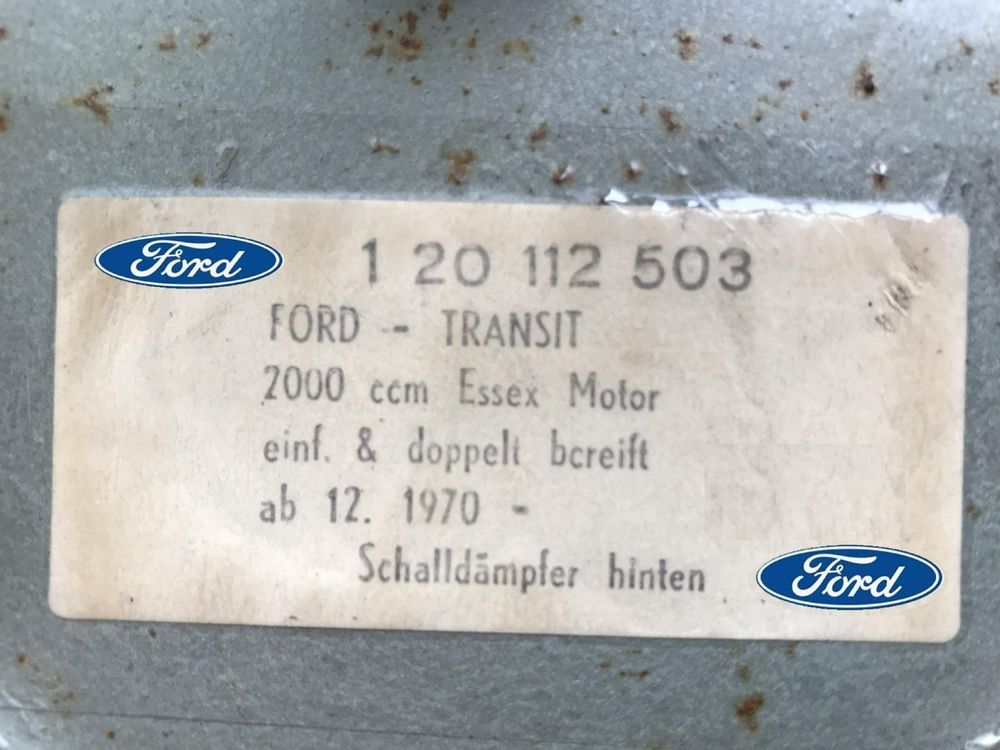 Ford 1 20 112 503
FORD - TRANSIT
2000 ccm Essex Motor
einf. & doppelt bereift
ab 12. 1970 -
Schalldämpfer hinten Ford